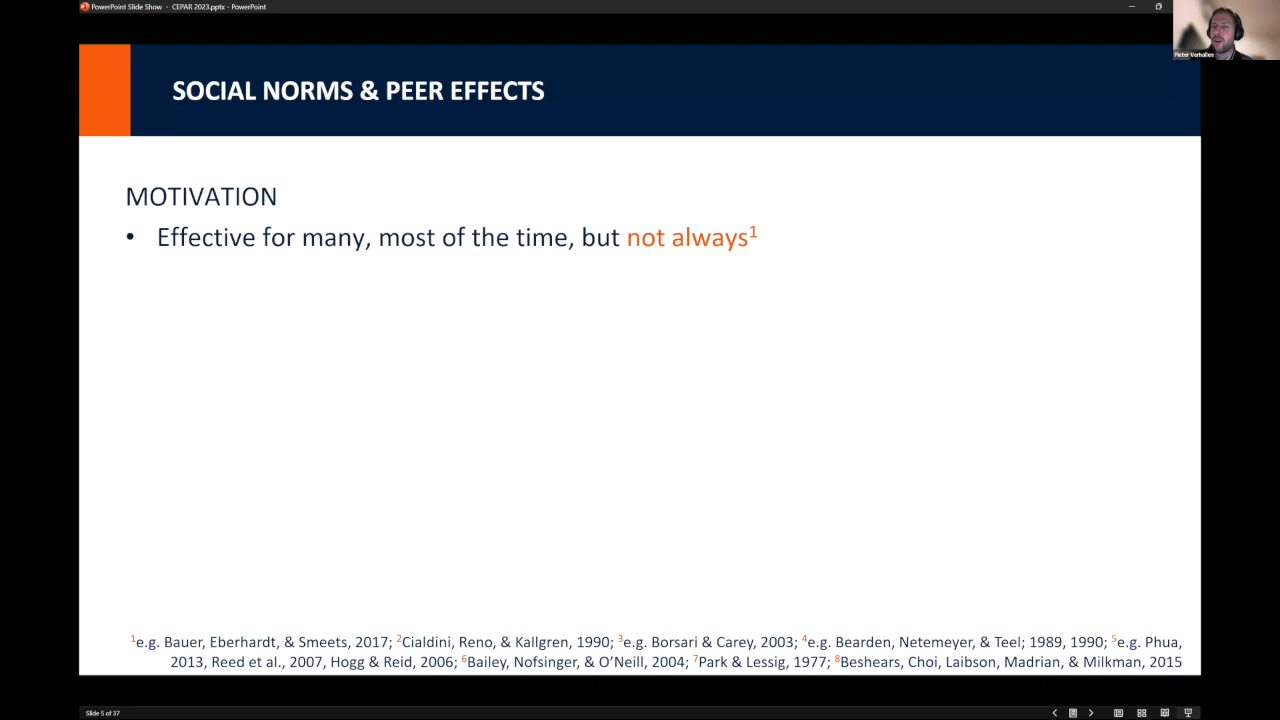 PowerPoint Slide Show - CEPAR 2023.pptx - PowerPoint
Pieter Verhallen
SOCIAL NORMS & PEER EFFECTS
MOTIVATION
• Effective for many, most of the time, but not always¹
¹e.g. Bauer, Eberhardt, & Smeets, 2017; ²Cialdini, Reno, & Kallgren, 1990; ³e.g. Borsari & Carey, 2003; ⁴e.g. Bearden, Netemeyer, & Teel; 1989, 1990; ⁵e.g. Phua,
2013, Reed et al., 2007, Hogg & Reid, 2006; ⁶Bailey, Nofsinger, & O’Neill, 2004; ⁷Park & Lessig, 1977; ⁸Beshears, Choi, Laibson, Madrian, & Milkman, 2015
Slide 5 of 37